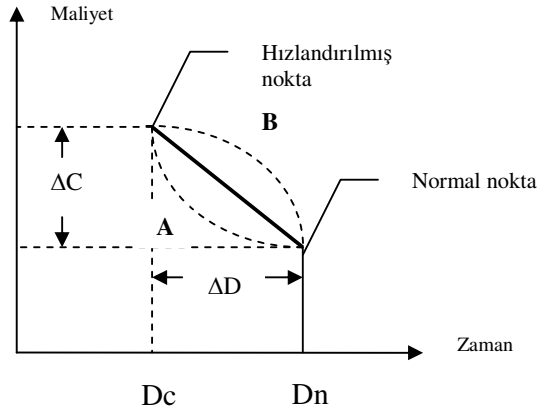 Maliyet
Hızlandırılmış
nokta
B
ΔC
Normal nokta
A
ΔD
Zaman
Dc
Dn